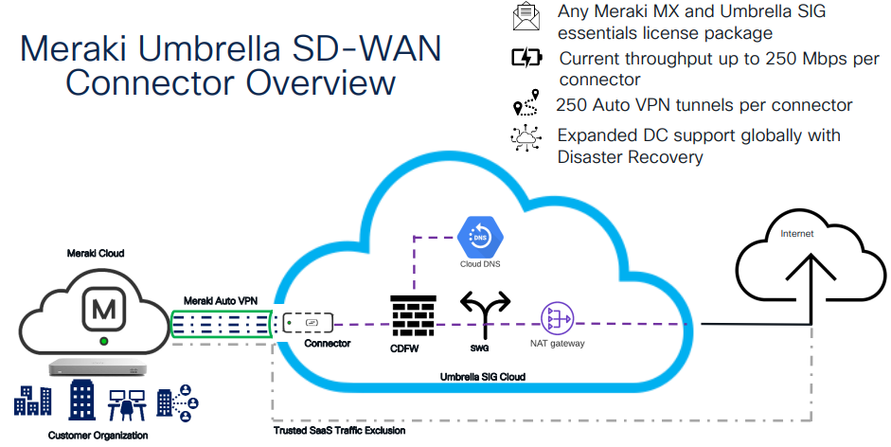 Meraki Umbrella SD-WAN
Connector Overview
Any Meraki MX and Umbrella SIG
essentials license package
Current throughput up to 250 Mbps per
connector
250 Auto VPN tunnels per connector
Expanded DC support globally with
Disaster Recovery
Meraki Cloud
M
Meraki Auto VPN
Connector
DNS
Cloud DNS
CDFW
SWG
NAT gateway
Umbrella SIG Cloud
Internet
Customer Organization
Trusted SaaS Traffic Exclusion